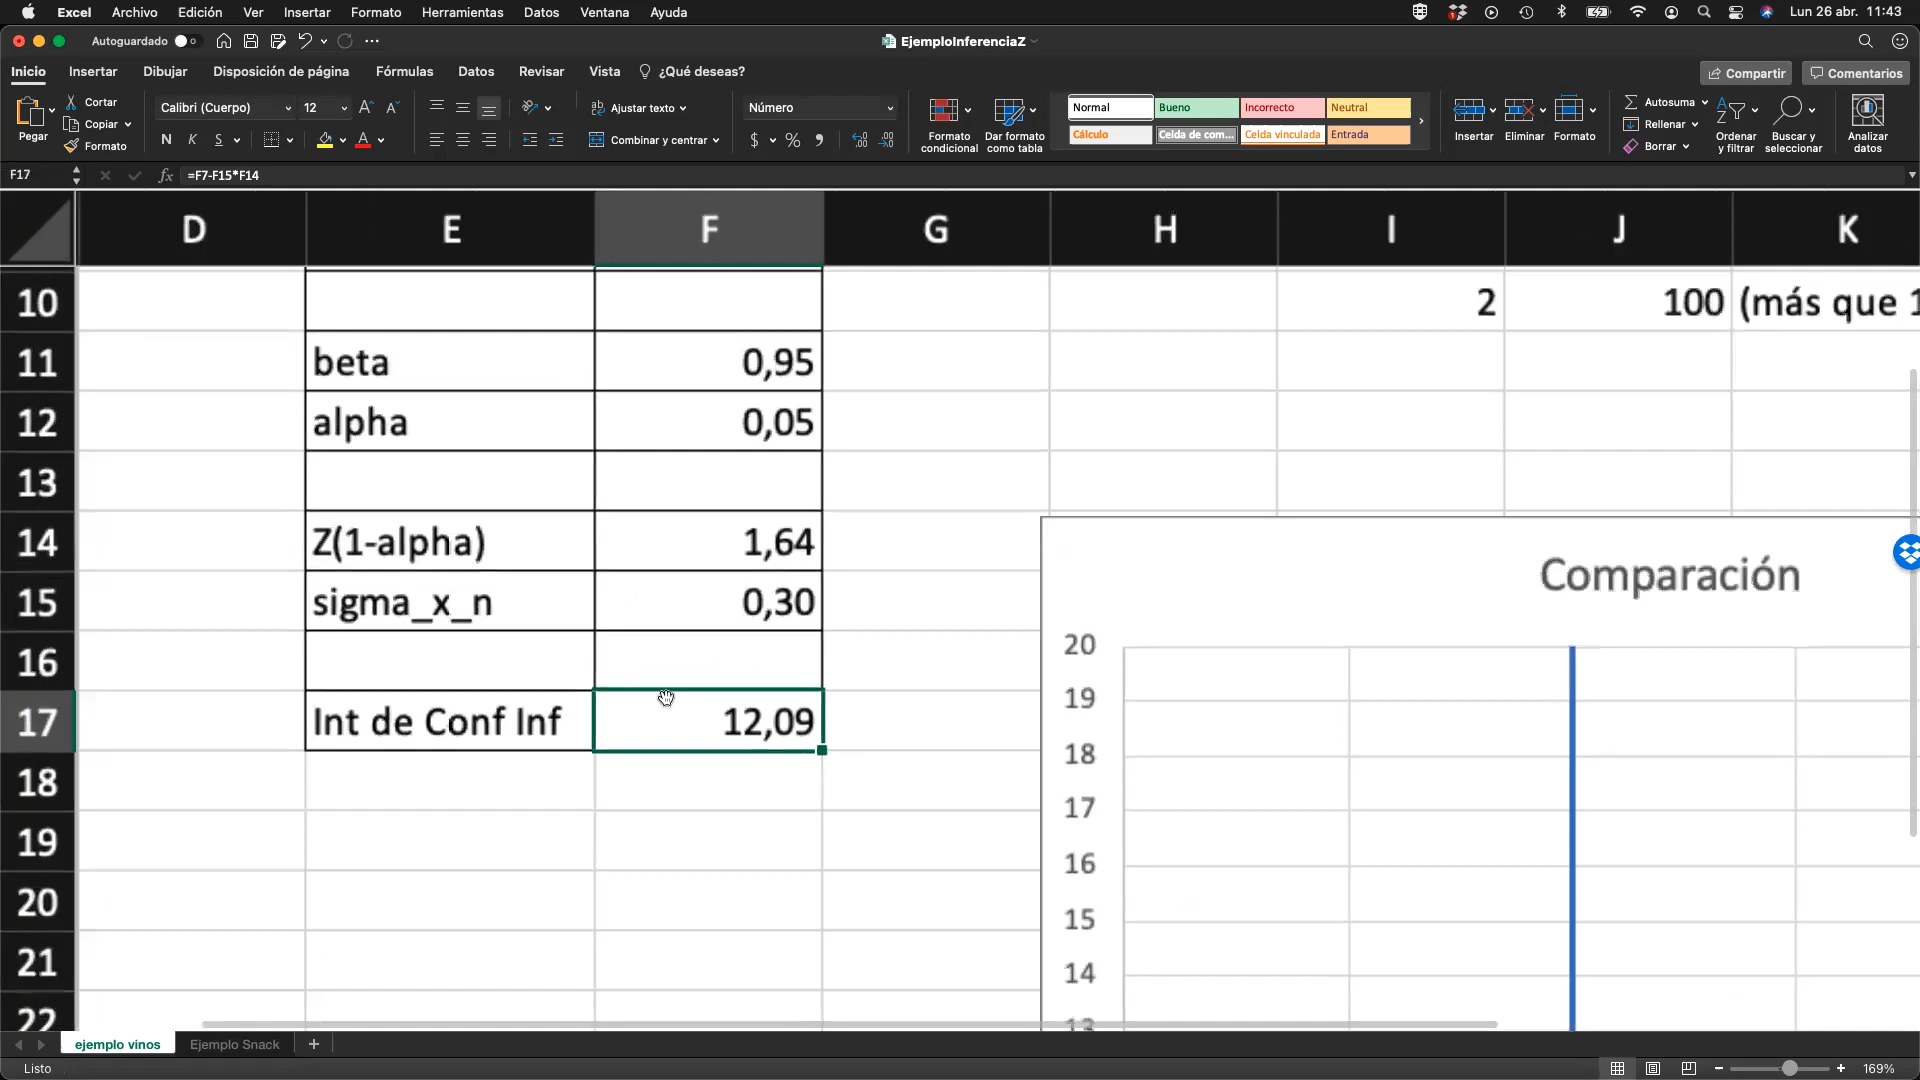 Excel Archivo Edición Ver Insertar Formato Herramientas Datos Ventana Ayuda 1 Lun 26 abr. 11:43
Autoguardado EjemploInferenciaZ
Inicio Insertar Dibujar Disposición de página Fórmulas Datos Revisar Vista ¿Qué deseas? Compartir Comentarios
Pegar
Cortar
Copiar
Formato
Calibri (Cuerpo) 12
N K S
Ajustar texto
Combinar y centrar
Número
$ % ,
Formato condicional
Dar formato como tabla
Normal Bueno Incorrecto Neutral
Cálculo Celda de com... Celda vinculada Entrada
Insertar Eliminar Formato
Autosuma
Rellenar
Borrar
Ordenar y filtrar
Buscar y seleccionar
Analizar datos
F17 fx =F7-F15*F14
D E F G H I J K
10 2 100 (más que 1
11 beta 0,95
12 alpha 0,05
13
14 Z(1-alpha) 1,64
15 sigma_x_n 0,30
16
17 Int de Conf Inf 12,09
18
19
20
21
22
Comparación
20
19
18
17
16
15
14
13
ejemplo vinos Ejemplo Snack +
Listo 169%